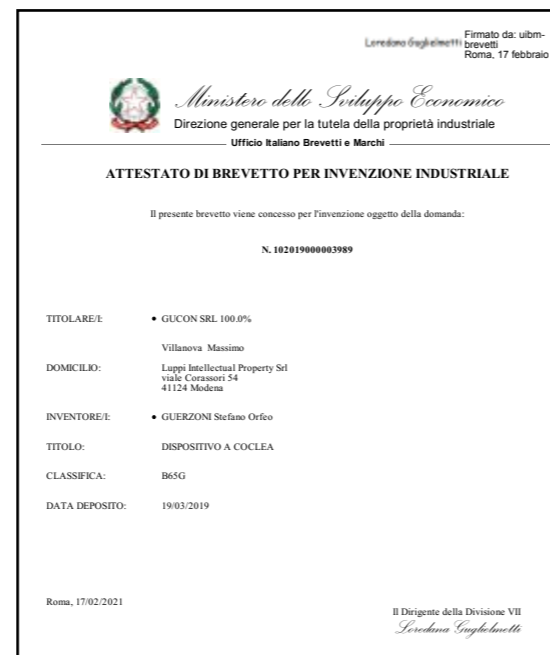 Loredana Guglielmetti
Firmato da: uibm-
brevetti
Roma, 17 febbraio
Ministero dello Sviluppo Economico
Direzione generale per la tutela della proprietà industriale
Ufficio Italiano Brevetti e Marchi
ATTESTATO DI BREVETTO PER INVENZIONE INDUSTRIALE
Il presente brevetto viene concesso per l'invenzione oggetto della domanda:
N. 102019000003989
TITOLARE/I: • GUCON SRL 100.0%
Villanova Massimo
DOMICILIO: Luppi Intellectual Property Srl
viale Corassori 54
41124 Modena
INVENTORE/I: • GUERZONI Stefano Orfeo
TITOLO: DISPOSITIVO A COCLEA
CLASSIFICA: B65G
DATA DEPOSITO: 19/03/2019
Roma, 17/02/2021
Il Dirigente della Divisione VII
Loredana Guglielmetti